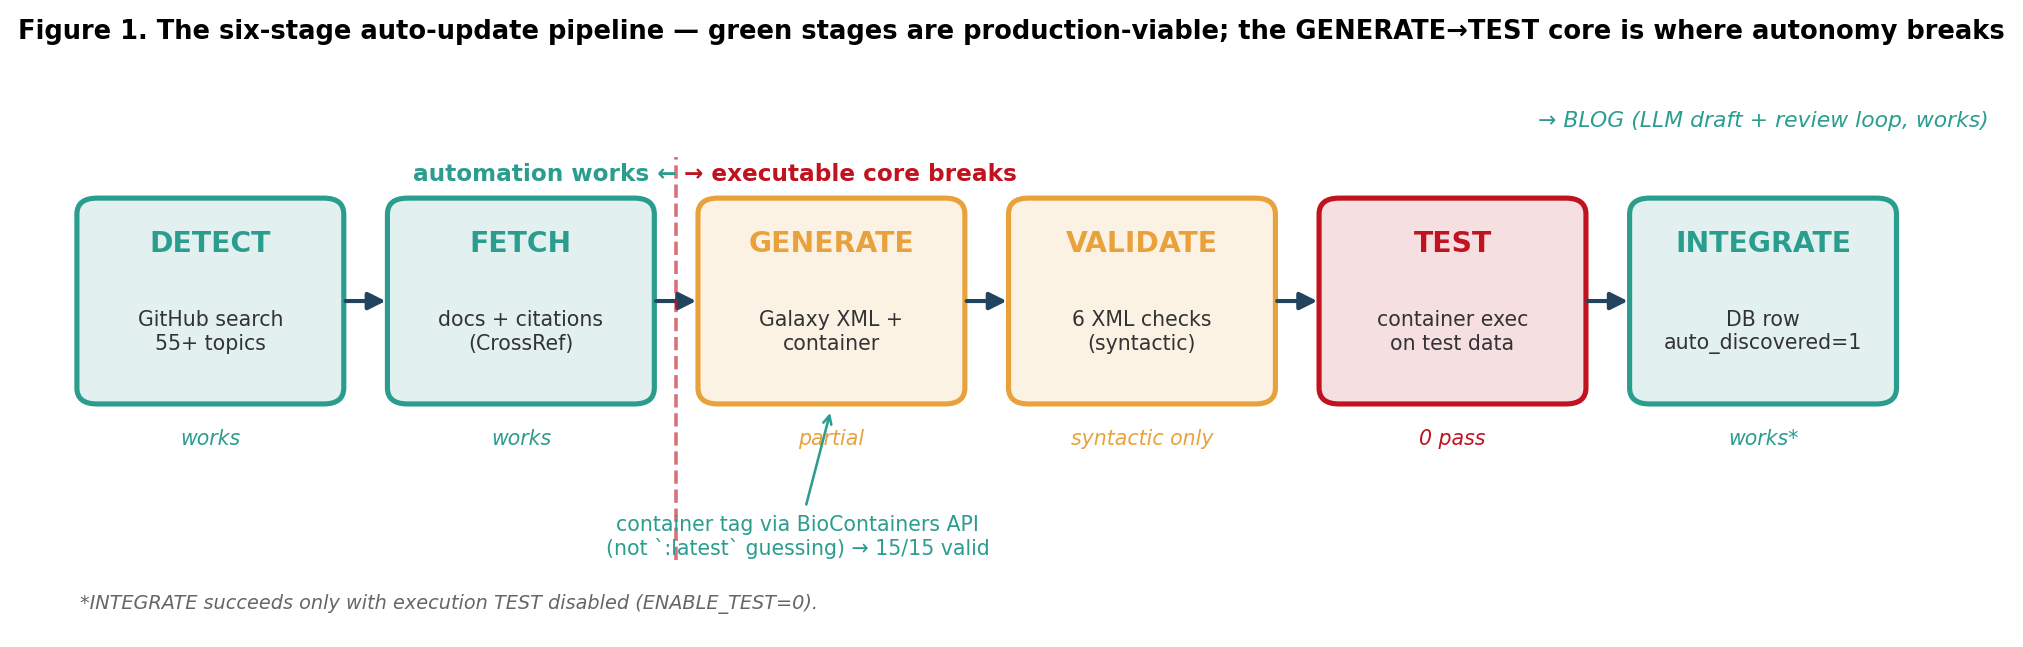 Figure 1. The six-stage auto-update pipeline — green stages are production-viable; the GENERATE→TEST core is where autonomy breaks
→ BLOG (LLM draft + review loop, works)
automation works ←
→ executable core breaks
DETECT
GitHub search
55+ topics
works
FETCH
docs + citations
(CrossRef)
works
GENERATE
Galaxy XML +
container
partial
VALIDATE
6 XML checks
(syntactic)
syntactic only
TEST
container exec
on test data
0 pass
INTEGRATE
DB row
auto_discovered=1
works*
container tag via BioContainers API
(not `:latest` guessing) → 15/15 valid
*INTEGRATE succeeds only with execution TEST disabled (ENABLE_TEST=0).